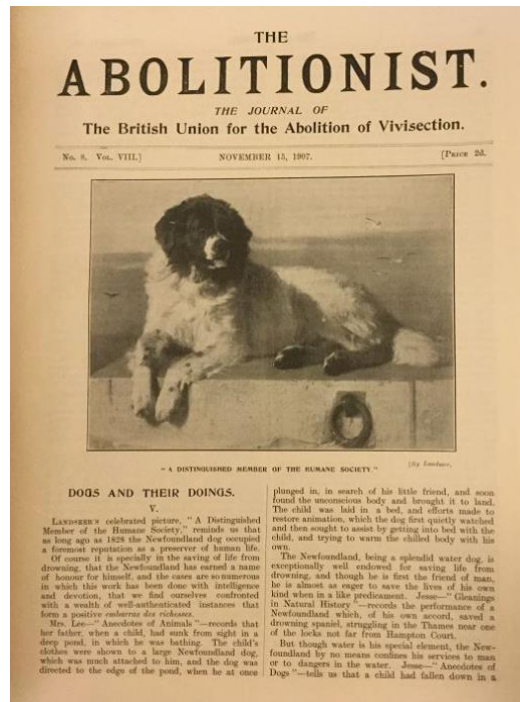 THE
ABOLITIONIST.
THE JOURNAL OF
The British Union for the Abolition of Vivisection.
No. 8, Vol. VIII.]
NOVEMBER 15, 1907.
[Price 2d.
[By Landseer.
"A DISTINGUISHED MEMBER OF THE HUMANE SOCIETY."
DOGS AND THEIR DOINGS.
V.
Landseer's celebrated picture, "A Distinguished
Member of the Humane Society," reminds us that
as long ago as 1828 the Newfoundland dog occupied
a foremost reputation as a preserver of human life.
Of course it is specially in the saving of life from
drowning, that the Newfoundland has earned a name
of honour for himself, and the cases are so numerous
in which this work has been done with intelligence
and devotion, that we find ourselves confronted
with a wealth of well-authenticated instances that
form a positive embarras des richesses.
Mrs. Lee—"Anecdotes of Animals"—records that
her father, when a child, had sunk from sight in a
deep pond, in which he was bathing. The child's
clothes were shown to a large Newfoundland dog,
which was much attached to him, and the dog was
directed to the edge of the pond, when he at once
plunged in, in search of his little friend, and soon
found the unconscious body and brought it to land.
The child was laid in a bed, and efforts made to
restore animation, which the dog first quietly watched
and then sought to assist by getting into bed with the
child, and trying to warm the chilled body with his
own.
The Newfoundland, being a splendid water dog, is
exceptionally well endowed for saving life from
drowning, and though he is first the friend of man,
he is almost as eager to save the lives of his own
kind when in a like predicament. Jesse—"Gleanings
in Natural History"—records the performance of a
Newfoundland which, of his own accord, saved a
drowning spaniel, struggling in the Thames near one
of the locks not far from Hampton Court.
But though water is his special element, the New-
foundland by no means confines his services to man
or to dangers in the water. Jesse—"Anecdotes of
Dogs"—tells us that a child had fallen down in a